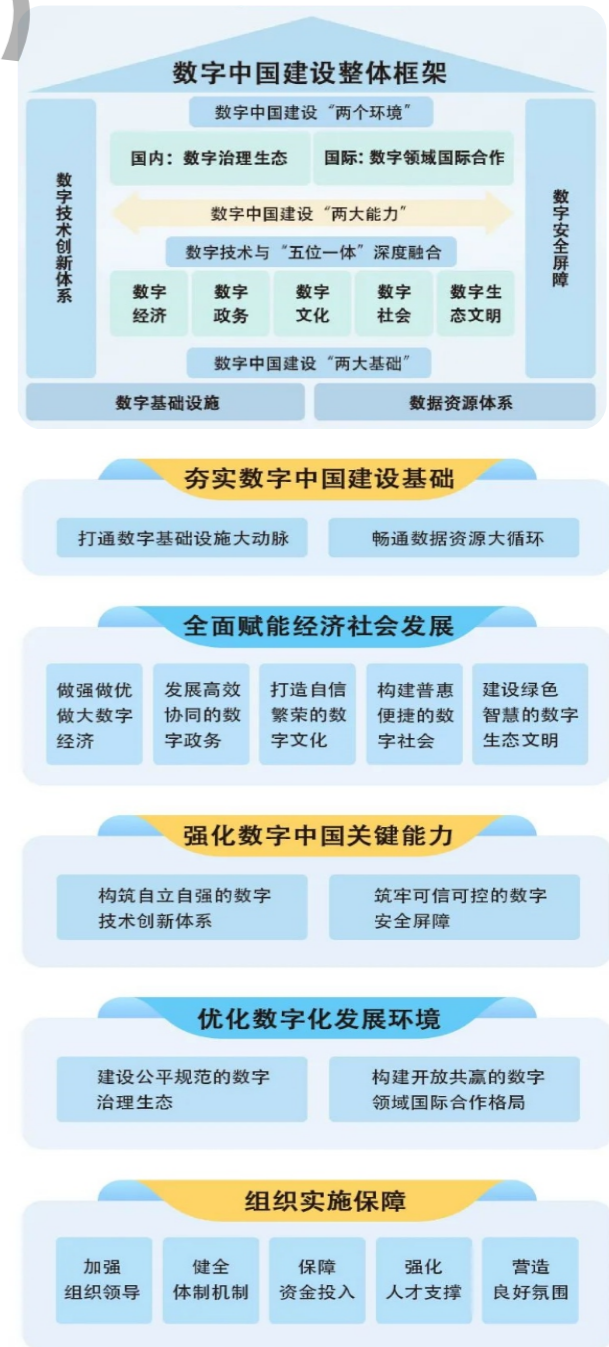 数字中国建设整体框架
数字中国建设“两个环境”
国内：数字治理生态
国际：数字领域国际合作
数字技术创新体系
数字中国建设“两大能力”
数字安全屏障
数字技术与“五位一体”深度融合
数字
经济
数字
政务
数字
文化
数字
社会
数字生
态文明
数字中国建设“两大基础”
数字基础设施
数据资源体系
夯实数字中国建设基础
打通数字基础设施大动脉
畅通数据资源大循环
全面赋能经济社会发展
做强做优
做大数字
经济
发展高效
协同的数
字政务
打造自信
繁荣的数
字文化
构建普惠
便捷的数
字社会
建设绿色
智慧的数字
生态文明
强化数字中国关键能力
构筑自立自强的数字
技术创新体系
筑牢可信可控的数字
安全屏障
优化数字化发展环境
建设公平规范的数字
治理生态
构建开放共赢的数字
领域国际合作格局
组织实施保障
加强
组织领导
健全
体制机制
保障
资金投入
强化
人才支撑
营造
良好氛围